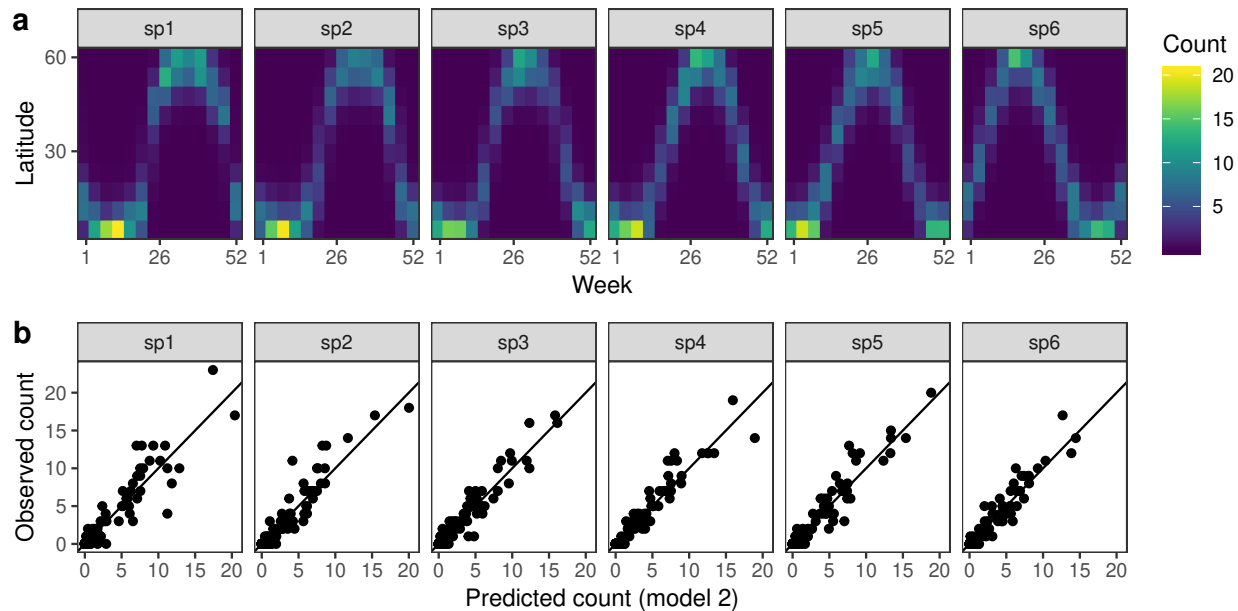 a
sp1 sp2 sp3 sp4 sp5 sp6
Latitude
60
30
1 26 52 1 26 52 1 26 52 1 26 52 1 26 52 1 26 52
Week
Count
20
15
10
5
b
sp1 sp2 sp3 sp4 sp5 sp6
Observed count
20
15
10
5
0
0 5 10 15 20 0 5 10 15 20 0 5 10 15 20 0 5 10 15 20 0 5 10 15 20 0 5 10 15 20
Predicted count (model 2)